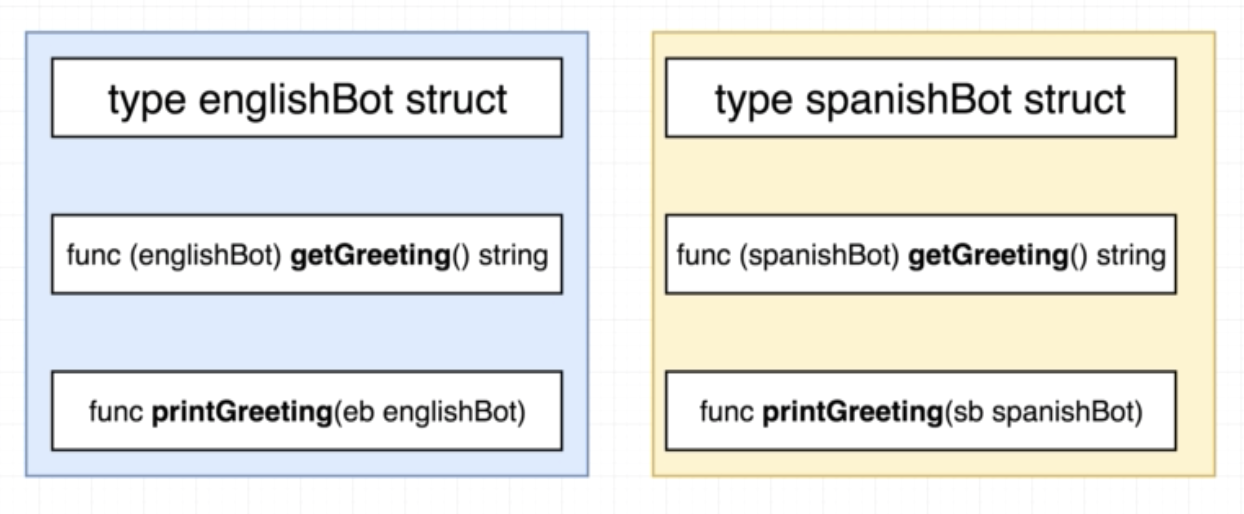 type englishBot struct
func (englishBot) getGreeting() string
func printGreeting(eb englishBot)
type spanishBot struct
func (spanishBot) getGreeting() string
func printGreeting(sb spanishBot)